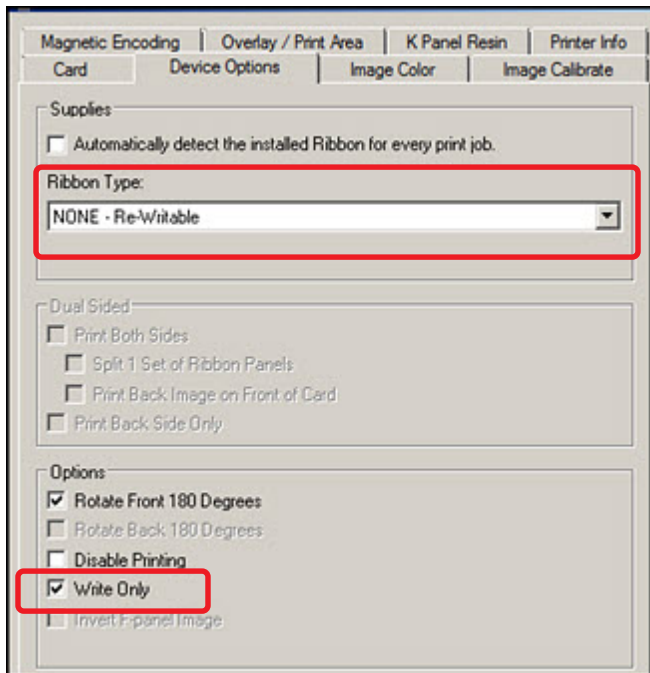 Magnetic Encoding Overlay / Print Area K Panel Resin Printer Info
Card Device Options Image Color Image Calibrate
Supplies
Automatically detect the installed Ribbon for every print job.
Ribbon Type:
NONE - Re-Writable
Dual Sided
Print Both Sides
Split 1 Set of Ribbon Panels
Print Back Image on Front of Card
Print Back Side Only
Options
Rotate Front 180 Degrees
Rotate Back 180 Degrees
Disable Printing
Write Only
Invert F-panel Image